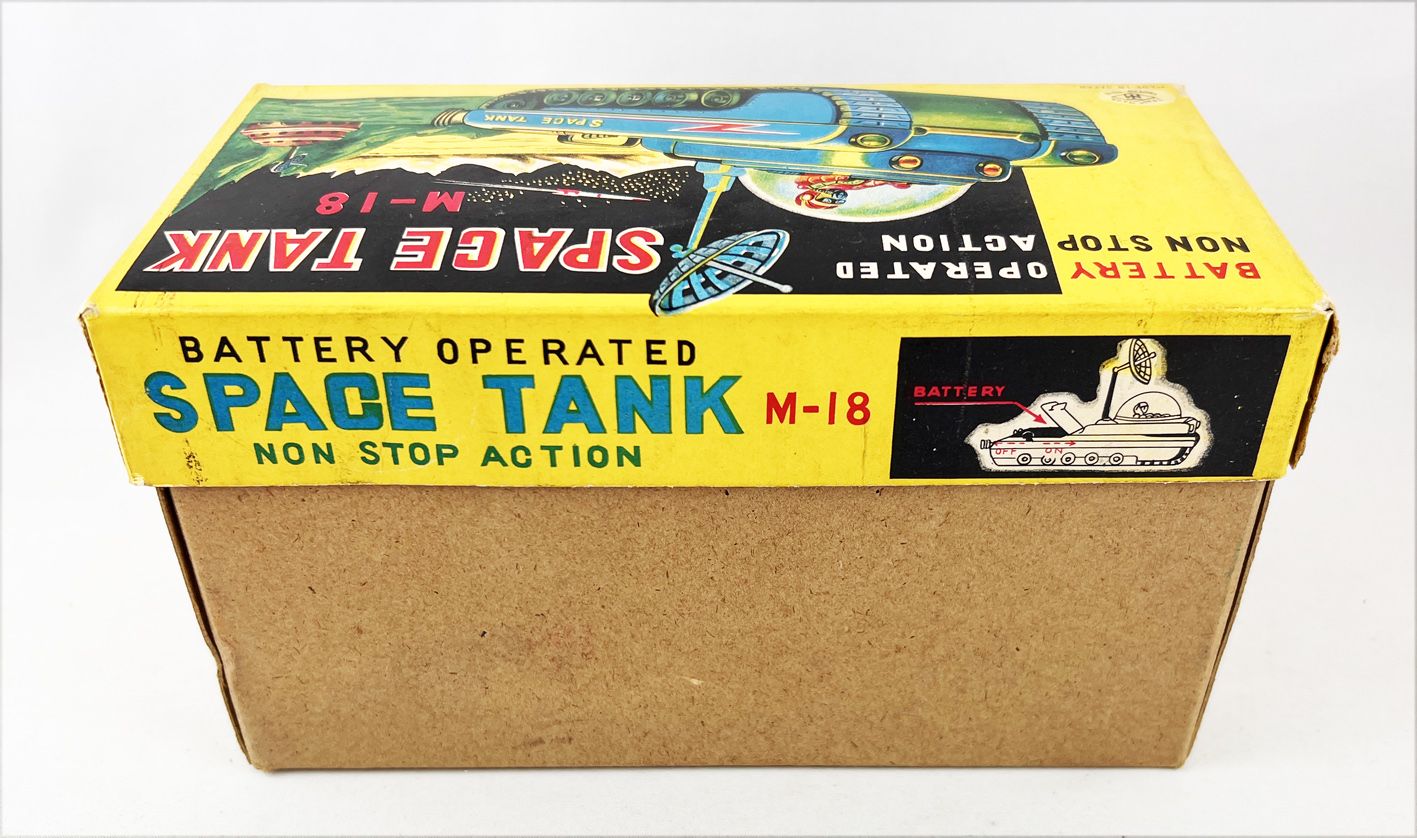 BATTERY OPERATED
SPACE TANK M-18
NON STOP ACTION
BATTERY
OFF ON
BATTERY OPERATED
NON STOP ACTION
SPACE TANK
M-18
SPACE TANK